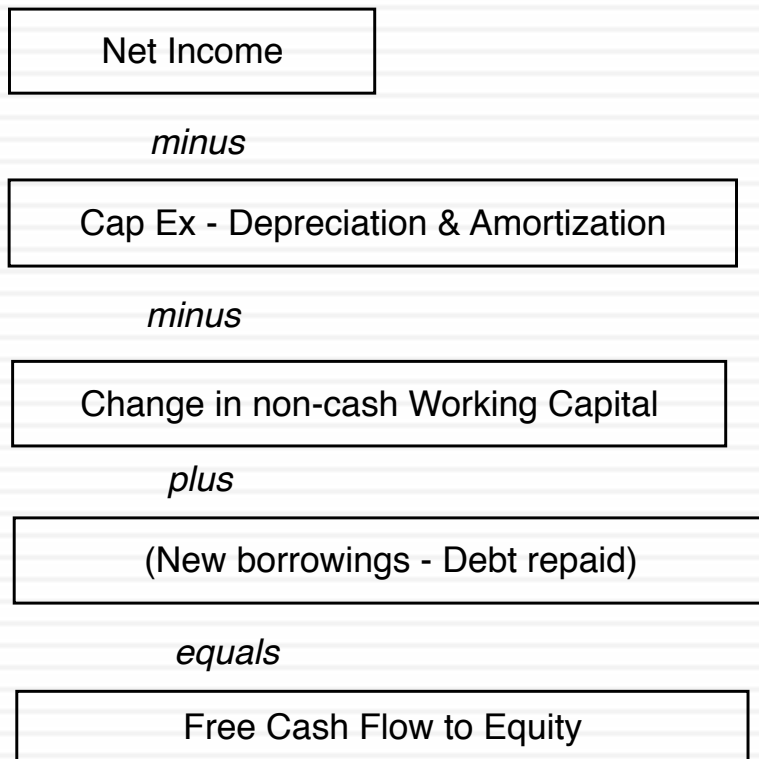 Net Income
minus
Cap Ex - Depreciation & Amortization
minus
Change in non-cash Working Capital
plus
(New borrowings - Debt repaid)
equals
Free Cash Flow to Equity